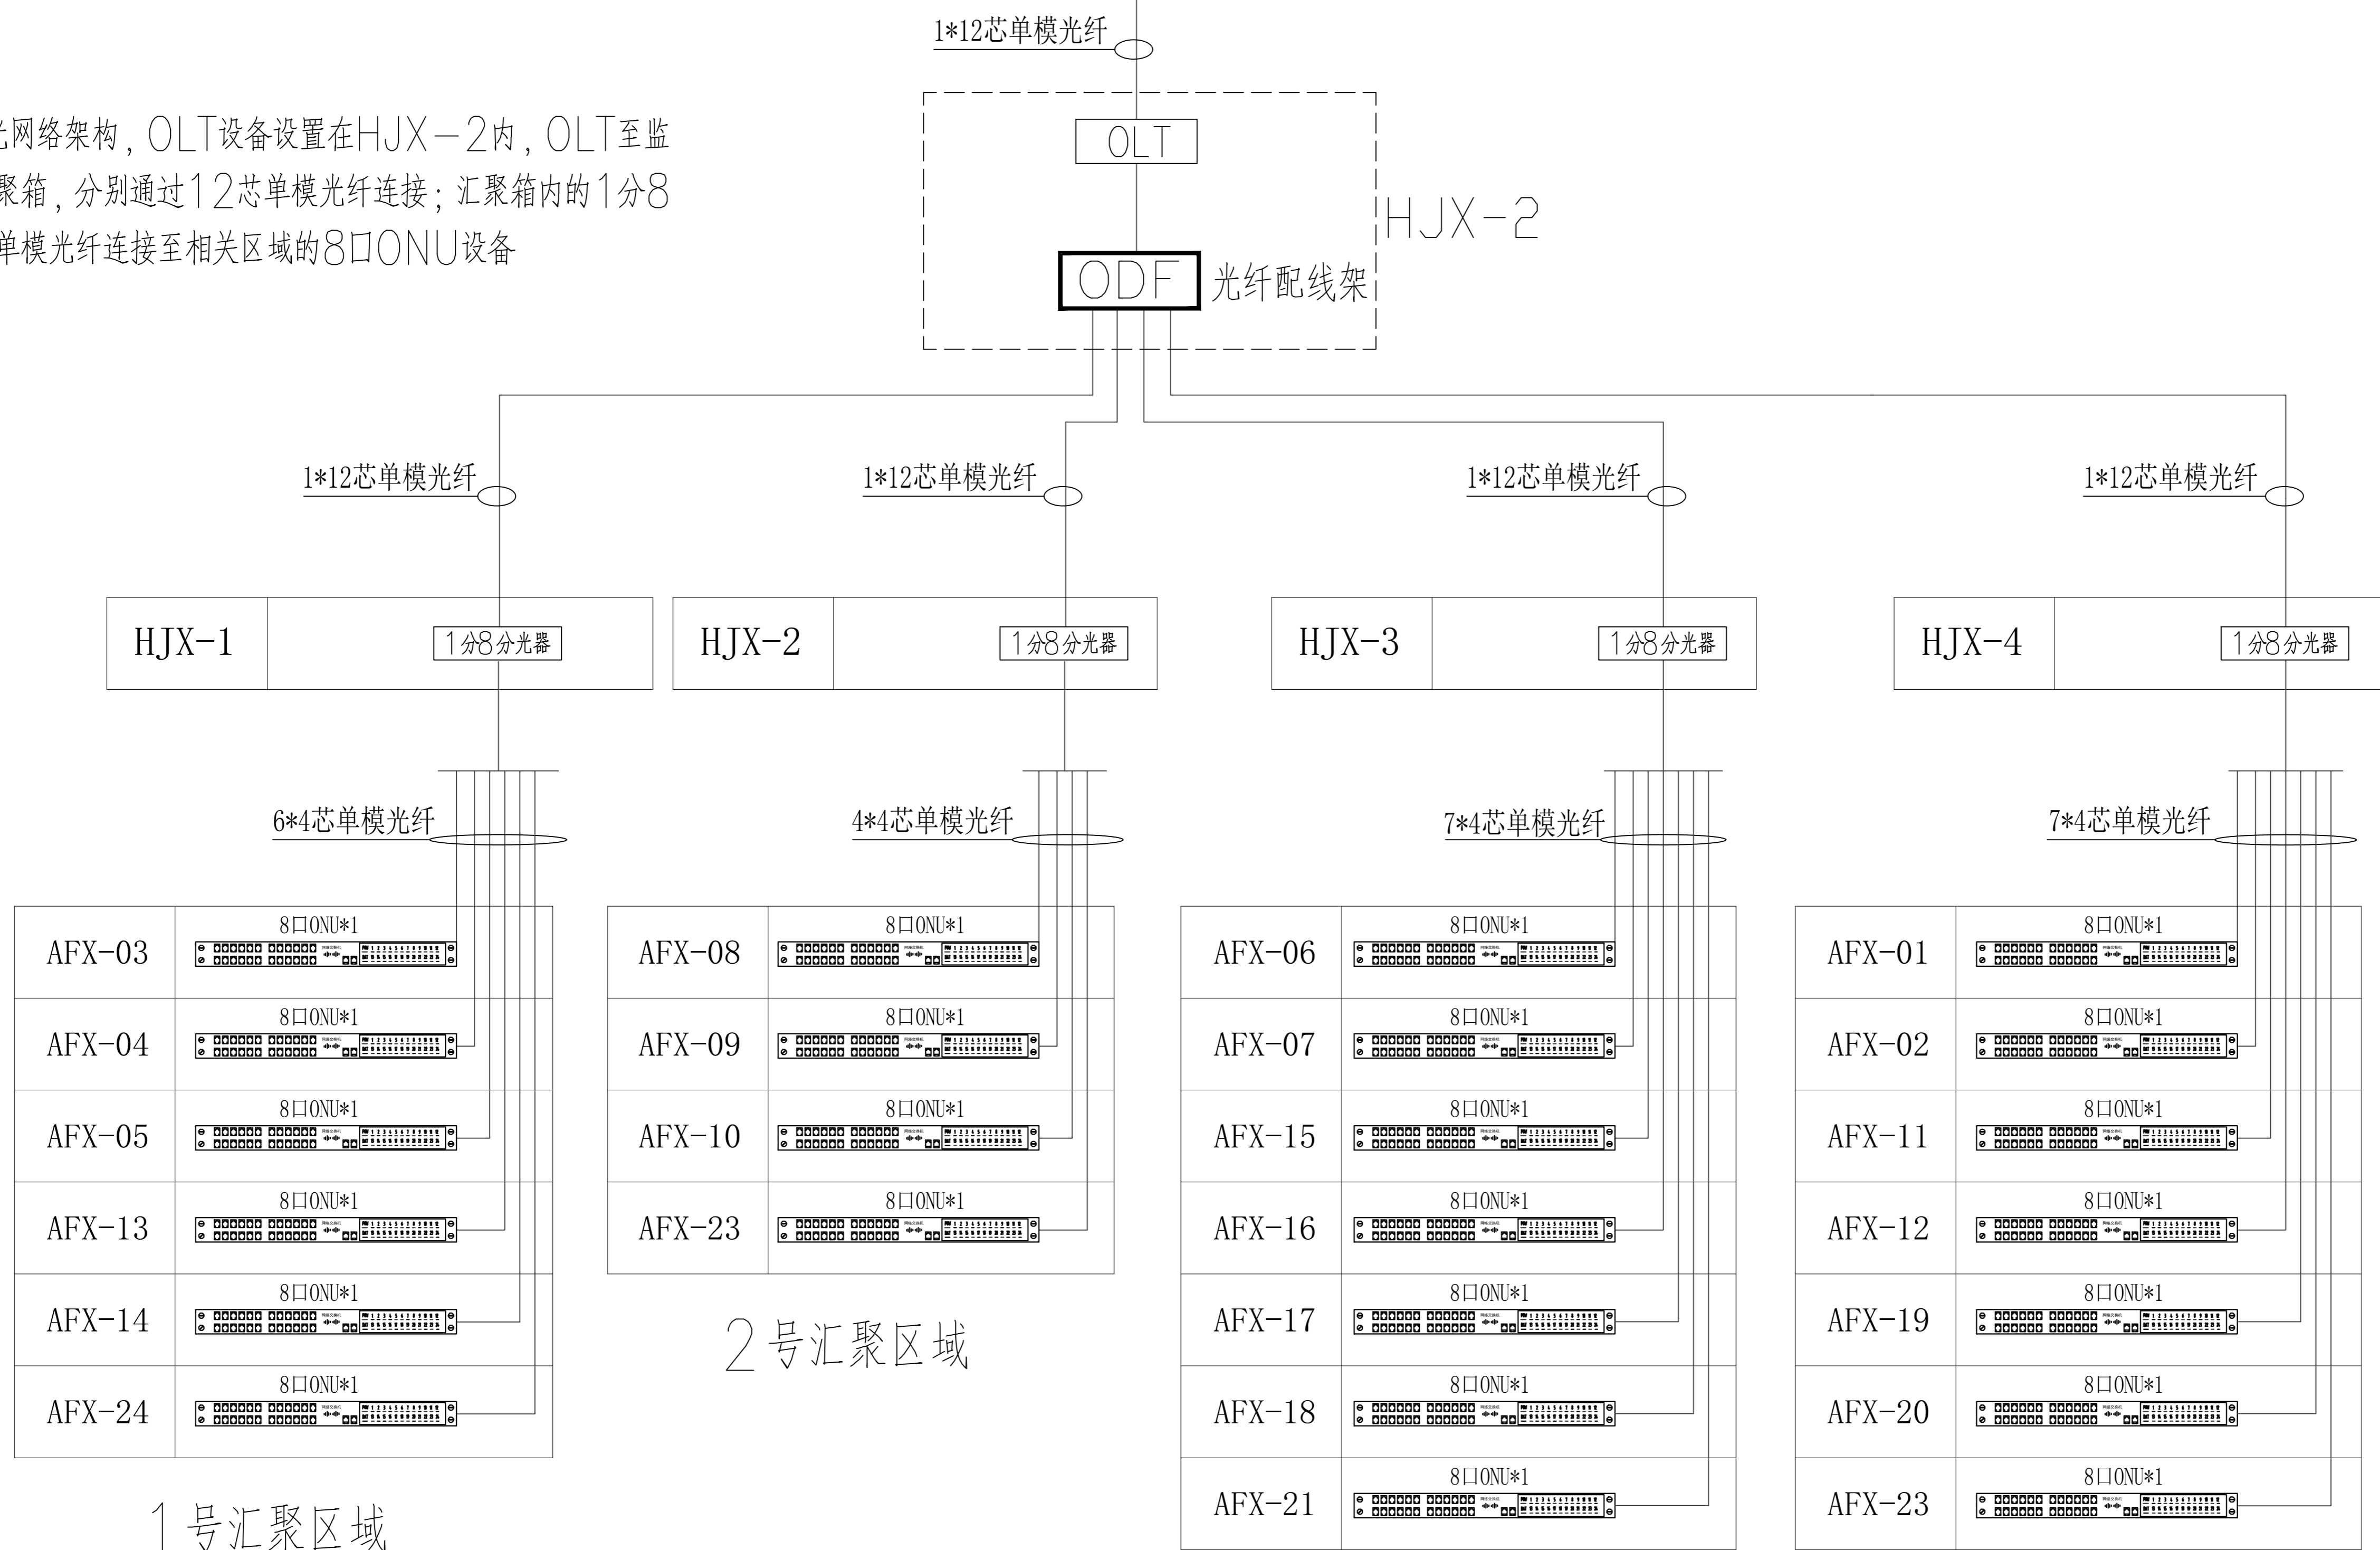 1*12芯单模光纤
光网络架构,OLT设备设置在HJX-2内,OLT至监
聚箱,分别通过12芯单模光纤连接;汇聚箱内的1分8
单模光纤连接至相关区域的8口ONU设备
OLT
HJX-2
ODF 光纤配线架
1*12芯单模光纤
1*12芯单模光纤
1*12芯单模光纤
1*12芯单模光纤
HJX-1 1分8分光器
HJX-2 1分8分光器
HJX-3 1分8分光器
HJX-4 1分8分光器
6*4芯单模光纤
4*4芯单模光纤
7*4芯单模光纤
7*4芯单模光纤
8口ONU*1
AFX-03
8口ONU*1
AFX-04
8口ONU*1
AFX-05
8口ONU*1
AFX-13
8口ONU*1
AFX-14
8口ONU*1
AFX-24
1号汇聚区域
8口ONU*1
AFX-08
8口ONU*1
AFX-09
8口ONU*1
AFX-10
8口ONU*1
AFX-23
2号汇聚区域
8口ONU*1
AFX-06
8口ONU*1
AFX-07
8口ONU*1
AFX-15
8口ONU*1
AFX-16
8口ONU*1
AFX-17
8口ONU*1
AFX-18
8口ONU*1
AFX-21
8口ONU*1
AFX-01
8口ONU*1
AFX-02
8口ONU*1
AFX-11
8口ONU*1
AFX-12
8口ONU*1
AFX-19
8口ONU*1
AFX-20
8口ONU*1
AFX-23